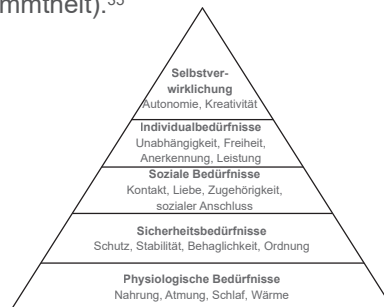 mmtheit).³⁵
Selbstver-
wirklichung
Autonomie, Kreativität
Individualbedürfnisse
Unabhängigkeit, Freiheit,
Anerkennung, Leistung
Soziale Bedürfnisse
Kontakt, Liebe, Zugehörigkeit,
sozialer Anschluss
Sicherheitsbedürfnisse
Schutz, Stabilität, Behaglichkeit, Ordnung
Physiologische Bedürfnisse
Nahrung, Atmung, Schlaf, Wärme